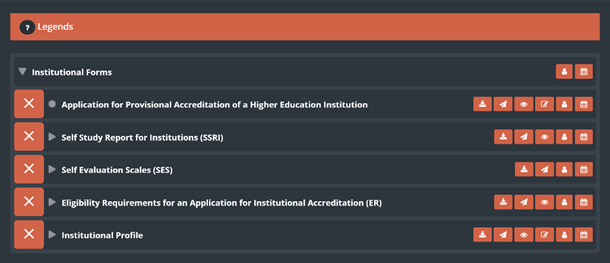 ? Legends
Institutional Forms
Application for Provisional Accreditation of a Higher Education Institution
Self Study Report for Institutions (SSRI)
Self Evaluation Scales (SES)
Eligibility Requirements for an Application for Institutional Accreditation (ER)
Institutional Profile